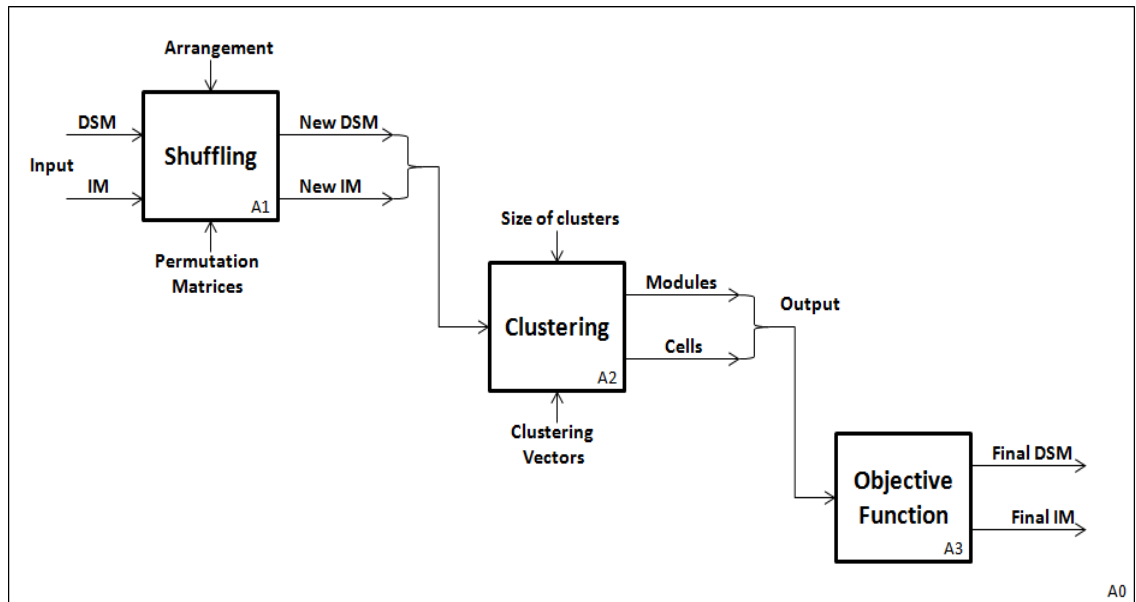 Arrangement
DSM
New DSM
Shuffling
Input
IM
New IM
A1
Permutation
Matrices
Size of clusters
Modules
Output
Clustering
Cells
A2
Clustering
Vectors
Final DSM
Objective
Function
Final IM
A3
A0